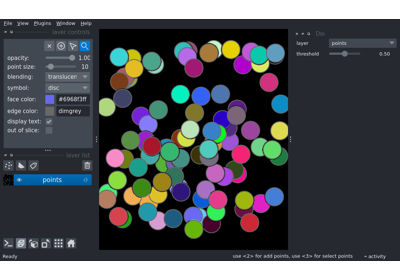 File View Plugins Window Help
layer controls
opacity: 1.00
point size: 10
blending: translucen
symbol: disc
face color: #6968f3ff
edge color: dimgrey
display text:
out of slice:
layer list
points
layer points
threshold 0.50
Ready use <2> for add points, use <3> for select points activity